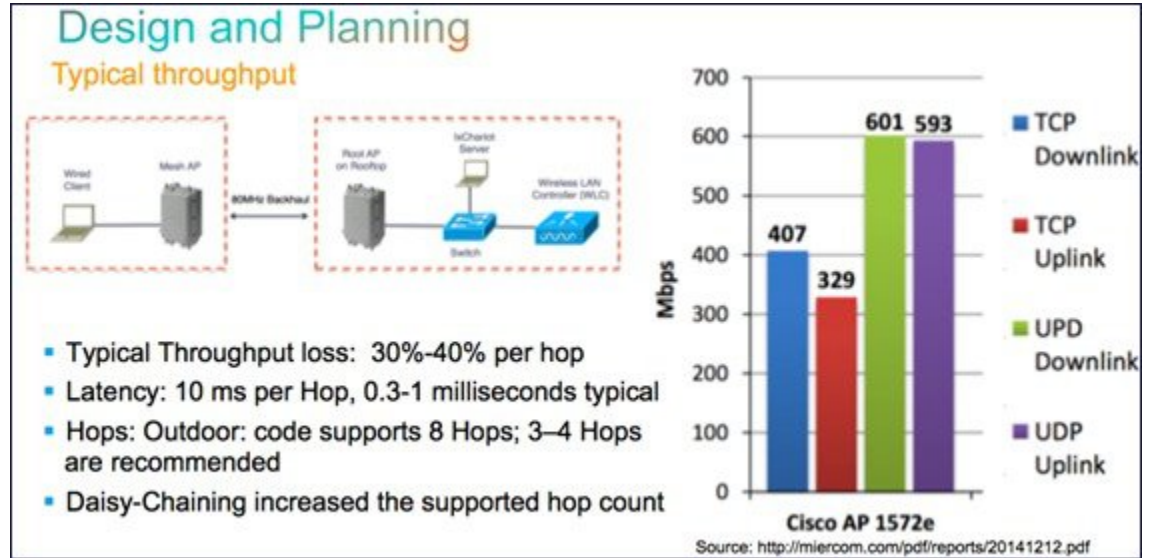 Design and Planning
Typical throughput
Wired
Client
Mesh AP
80MHz Backhaul
Root AP
on Rooftop
IxChariot
Server
Switch
Wireless LAN
Controller (WLC)
Typical Throughput loss: 30%-40% per hop
Latency: 10 ms per Hop, 0.3-1 milliseconds typical
Hops: Outdoor: code supports 8 Hops; 3–4 Hops
are recommended
Daisy-Chaining increased the supported hop count
Mbps
700
600
500
400
300
200
100
0
407
329
601
593
Cisco AP 1572e
TCP
Downlink
TCP
Uplink
UPD
Downlink
UDP
Uplink
Source: http://miercom.com/pdf/reports/20141212.pdf